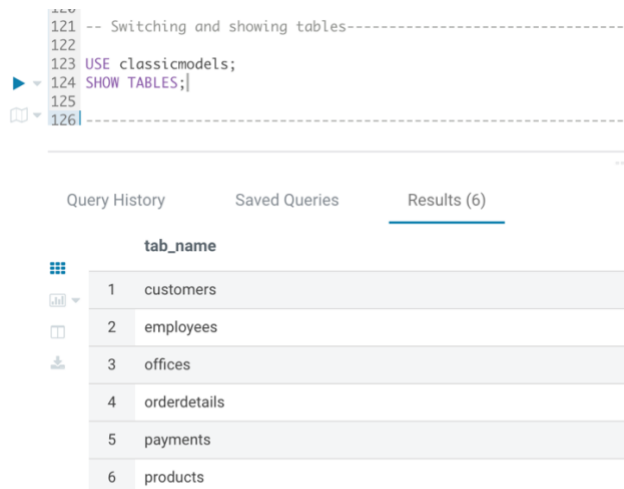 121 -- Switching and showing tables--------------------------------
122
123 USE classicmodels;
124 SHOW TABLES;
125
126 ---------------------------------------------------------------
Query History Saved Queries Results (6)
tab_name
1 customers
2 employees
3 offices
4 orderdetails
5 payments
6 products